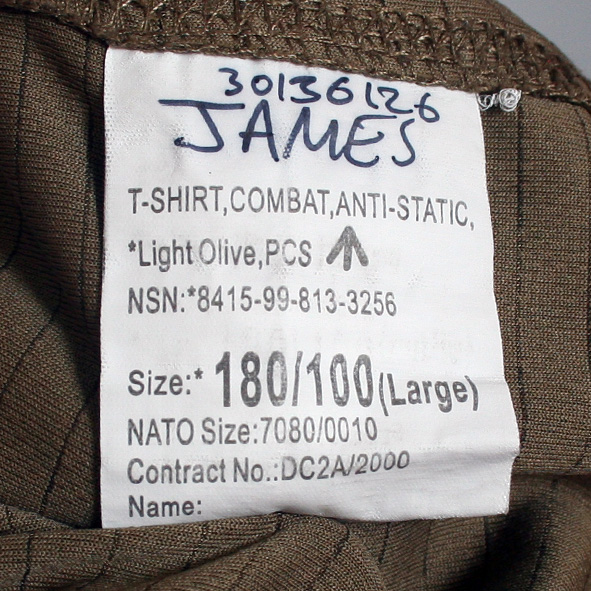 30136126
JAMES
T-SHIRT,COMBAT,ANTI-STATIC,
*Light Olive,PCS
NSN:*8415-99-813-3256
Size:* 180/100(Large)
NATO Size:7080/0010
Contract No.:DC2A/2000
Name: